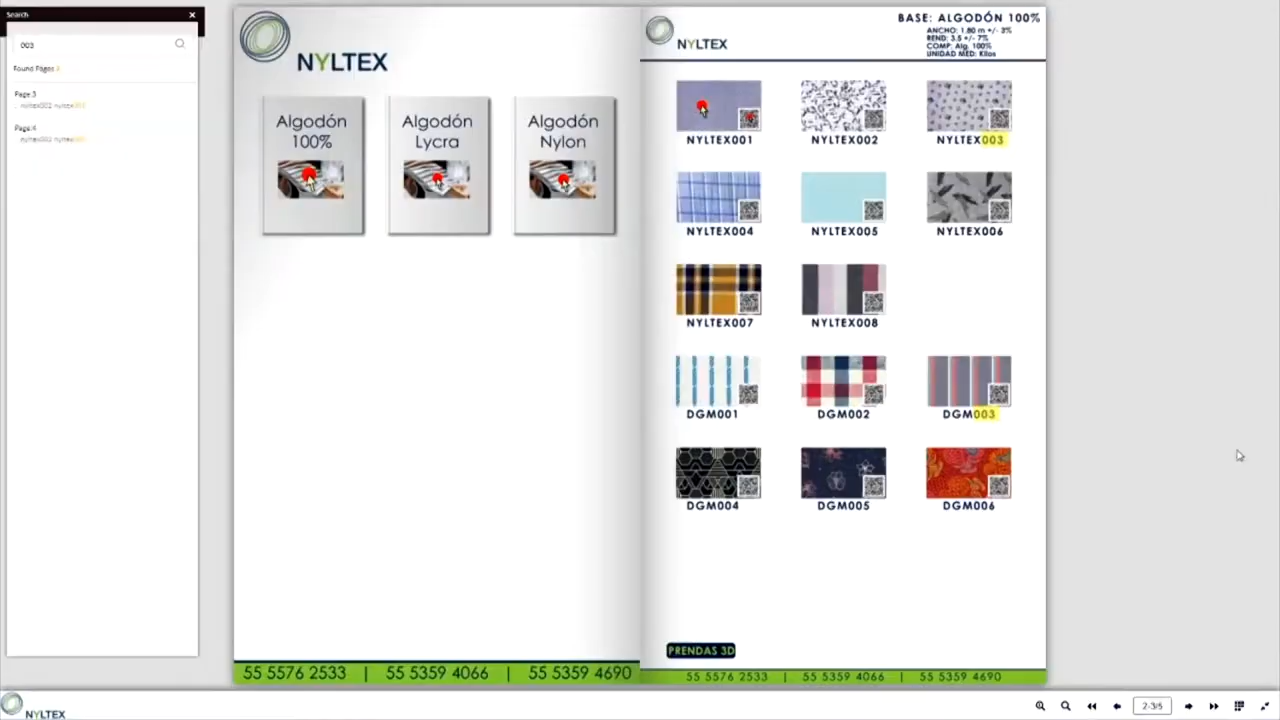 Search
003
Found Pages
Page:3
nyltex002 nyltex003
Page:4
NYLTEX
Algodón
100%
Algodón
Lycra
Algodón
Nylon
55 5576 2533 | 55 5359 4066 | 55 5359 4690
NYLTEX
BASE: ALGODÓN 100%
ANCHO: 1.80 m +/- 3%
REND: 3.5 +/- 7%
COMP: Alg. 100%
UNIDAD MED: Kilos
NYLTEX001 NYLTEX002 NYLTEX003
NYLTEX004 NYLTEX005 NYLTEX006
NYLTEX007 NYLTEX008
DGM001 DGM002 DGM003
DGM004 DGM005 DGM006
PRENDAS 3D
55 5576 2533 | 55 5359 4066 | 55 5359 4690
NYLTEX
2-3/5